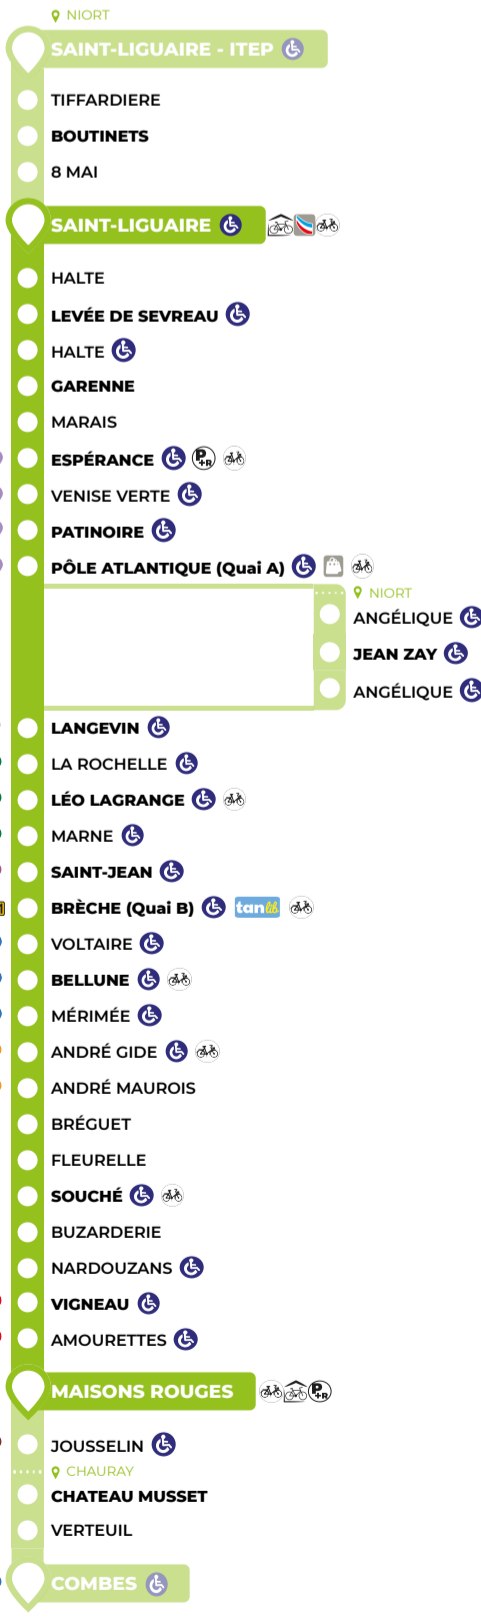 NIORT
SAINT-LIGUAIRE - ITEP
TIFFARDIERE
BOUTINETS
8 MAI
SAINT-LIGUAIRE
HALTE
LEVÉE DE SEVREAU
HALTE
GARENNE
MARAIS
ESPÉRANCE P+R
VENISE VERTE
PATINOIRE
PÔLE ATLANTIQUE (Quai A)
NIORT
ANGÉLIQUE
JEAN ZAY
ANGÉLIQUE
LANGEVIN
LA ROCHELLE
LÉO LAGRANGE
MARNE
SAINT-JEAN
BRÈCHE (Quai B) tanlib
VOLTAIRE
BELLUNE
MÉRIMÉE
ANDRÉ GIDE
ANDRÉ MAUROIS
BRÉGUET
FLEURELLE
SOUCHÉ
BUZARDERIE
NARDOUZANS
VIGNEAU
AMOURETTES
MAISONS ROUGES P+R
JOUSSELIN
CHAURAY
CHATEAU MUSSET
VERTEUIL
COMBES